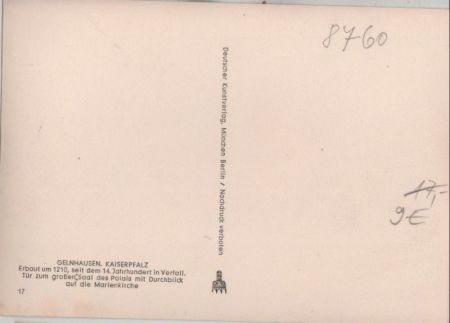 8760
Deutscher Kunstverlag, München Berlin / Nachdruck verboten
17,-
9€
GELNHAUSEN. KAISERPFALZ
Erbaut um 1210, seit dem 14. Jahrhundert in Verfall.
Tür zum großen Saal des Palais mit Durchblick
auf die Marienkirche
17